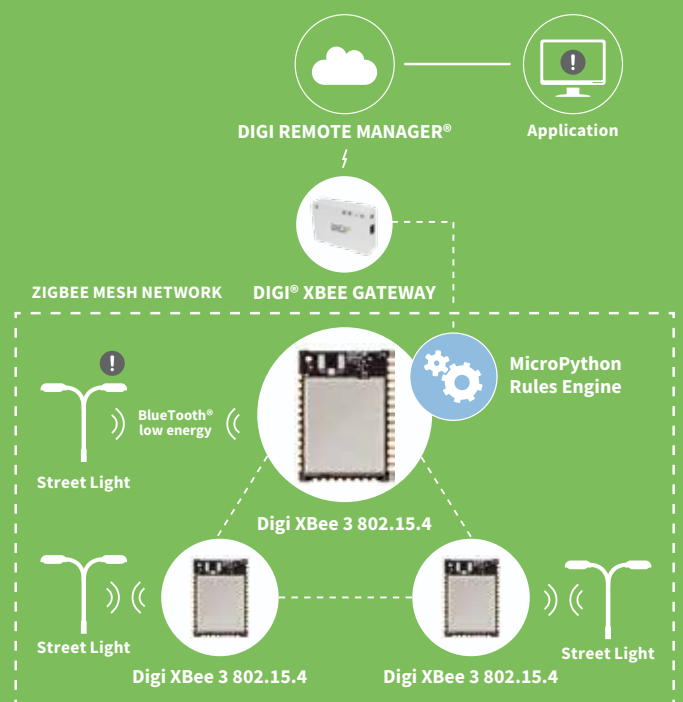 DIGI REMOTE MANAGER®
Application
ZIGBEE MESH NETWORK
DIGI® XBEE GATEWAY
MicroPython
Rules Engine
BlueTooth®
low energy
Street Light
Digi XBee 3 802.15.4
Street Light
Street Light
Digi XBee 3 802.15.4
Digi XBee 3 802.15.4